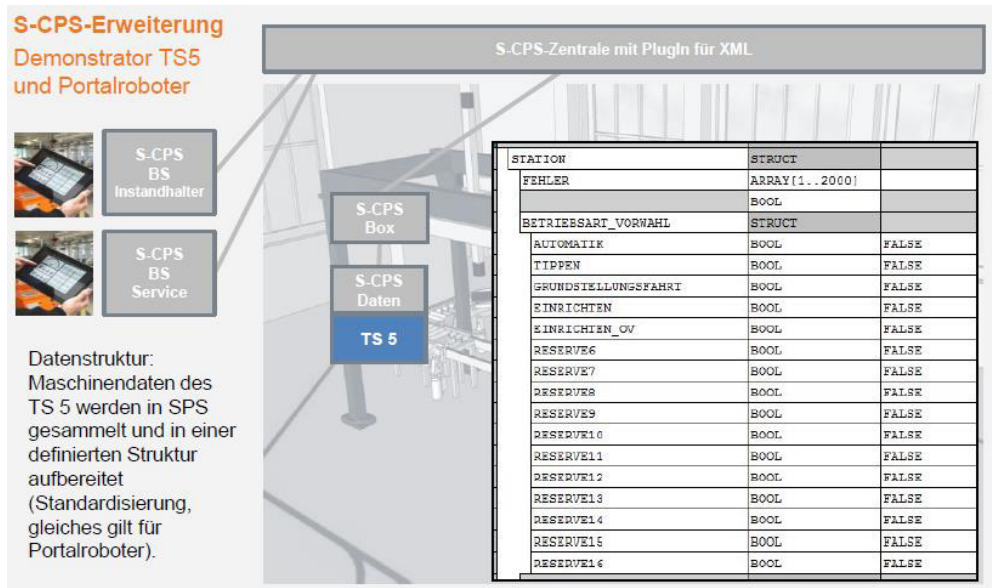 S-CPS-Erweiterung
Demonstrator TS5
und Portalroboter
S-CPS-Zentrale mit PlugIn für XML
S-CPS
BS
Instandhalter
S-CPS
BS
Service
S-CPS
Box
S-CPS
Daten
TS 5
Datenstruktur:
Maschinendaten des
TS 5 werden in SPS
gesammelt und in einer
definierten Struktur
aufbereitet
(Standardisierung,
gleiches gilt für
Portalroboter).
STATION STRUCT
FEHLER ARRAY[1..2000]
BOOL
BETRIEBSART_VORWAHL STRUCT
AUTOMATIK BOOL FALSE
TIPPEN BOOL FALSE
GRUNDSTELLUNGSFAHRT BOOL FALSE
EINRICHTEN BOOL FALSE
EINRICHTEN_OV BOOL FALSE
RESERVE6 BOOL FALSE
RESERVE7 BOOL FALSE
RESERVE8 BOOL FALSE
RESERVE9 BOOL FALSE
RESERVE10 BOOL FALSE
RESERVE11 BOOL FALSE
RESERVE12 BOOL FALSE
RESERVE13 BOOL FALSE
RESERVE14 BOOL FALSE
RESERVE15 BOOL FALSE
RESERVE16 BOOL FALSE